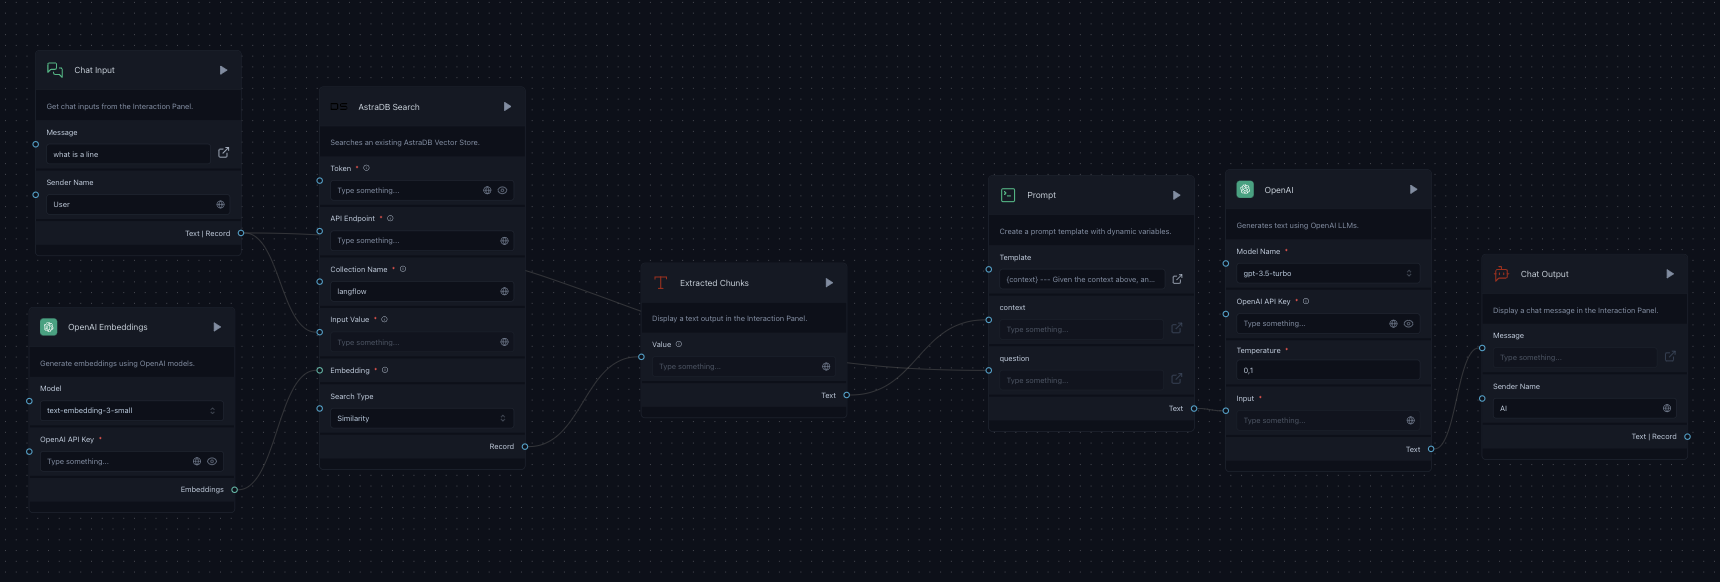 Chat Input
Get chat inputs from the Interaction Panel.
Message
what is a line
Sender Name
User
Text | Record
OpenAI Embeddings
Generate embeddings using OpenAI models.
Model
text-embedding-3-small
OpenAI API Key *
Type something...
Embeddings
DS
AstraDB Search
Searches an existing AstraDB Vector Store.
Token *
Type something...
API Endpoint *
Type something...
Collection Name *
langflow
Input Value *
Type something...
Embedding *
Search Type
Similarity
Record
Extracted Chunks
Display a text output in the Interaction Panel.
Value
Type something...
Text
Prompt
Create a prompt template with dynamic variables.
Template
{context} --- Given the context above, an...
context
Type something...
question
Type something...
Text
OpenAI
Generates text using OpenAI LLMs.
Model Name *
gpt-3.5-turbo
OpenAI API Key *
Type something...
Temperature *
0,1
Input *
Type something...
Text
Chat Output
Display a chat message in the Interaction Panel.
Message
Type something...
Sender Name
AI
Text | Record